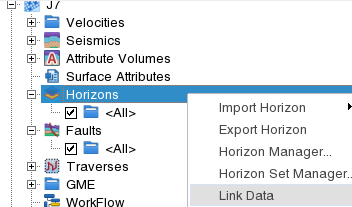 J7
Velocities
Seismics
Attribute Volumes
Surface Attributes
Horizons
<All>
Faults
<All>
Traverses
GME
WorkFlow
Import Horizon
Export Horizon
Horizon Manager...
Horizon Set Manager...
Link Data